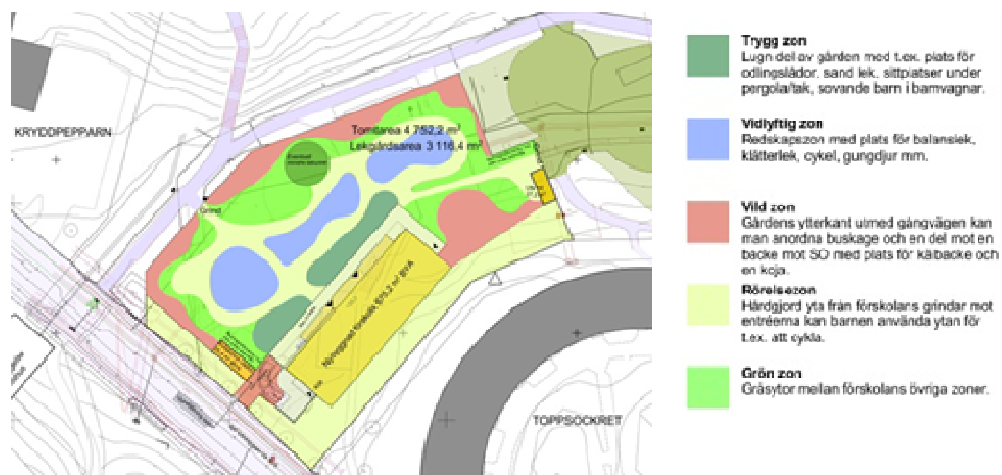 KRYDDPEPPARN
Tomtarea 4 752,2 m²
Lekgårdsarea 3 116,4 m²
Grind
TOPPSOCKRET
Trygg zon
Lugn del av gården med t.ex. plats för
odlingslådor, sand lek, sittplatser under
pergola/tak, sovande barn i barnvagnar.
Vidlyftig zon
Redskapszon med plats för balanslek,
klätterlek, cykel, gungdjur mm.
Vild zon
Gårdens ytterkant utmed gångvägen kan
man anordna buskage och en del mot en
backe mot SO med plats för kälbacke och
en koja.
Rörelsezon
Hårdgjord yta från förskolans grindar mot
entréerna kan barnen använda ytan för
t.ex. att cykla.
Grön zon
Gräsytor mellan förskolans övriga zoner.